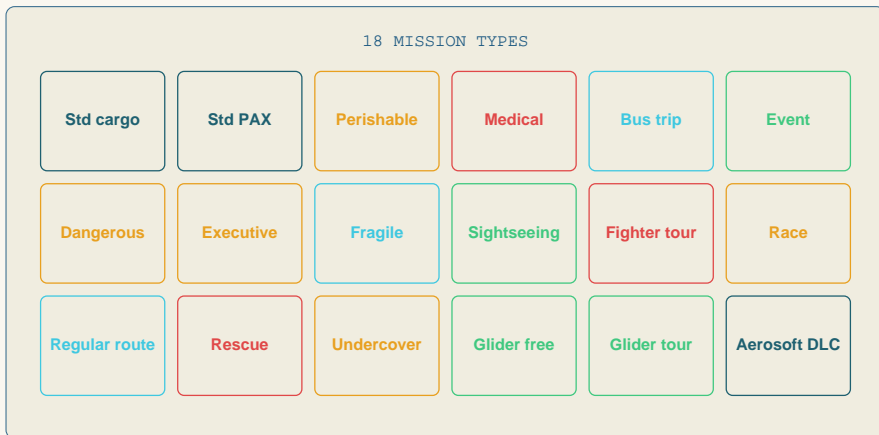 18 MISSION TYPES
Std cargo
Std PAX
Perishable
Medical
Bus trip
Event
Dangerous
Executive
Fragile
Sightseeing
Fighter tour
Race
Regular route
Rescue
Undercover
Glider free
Glider tour
Aerosoft DLC